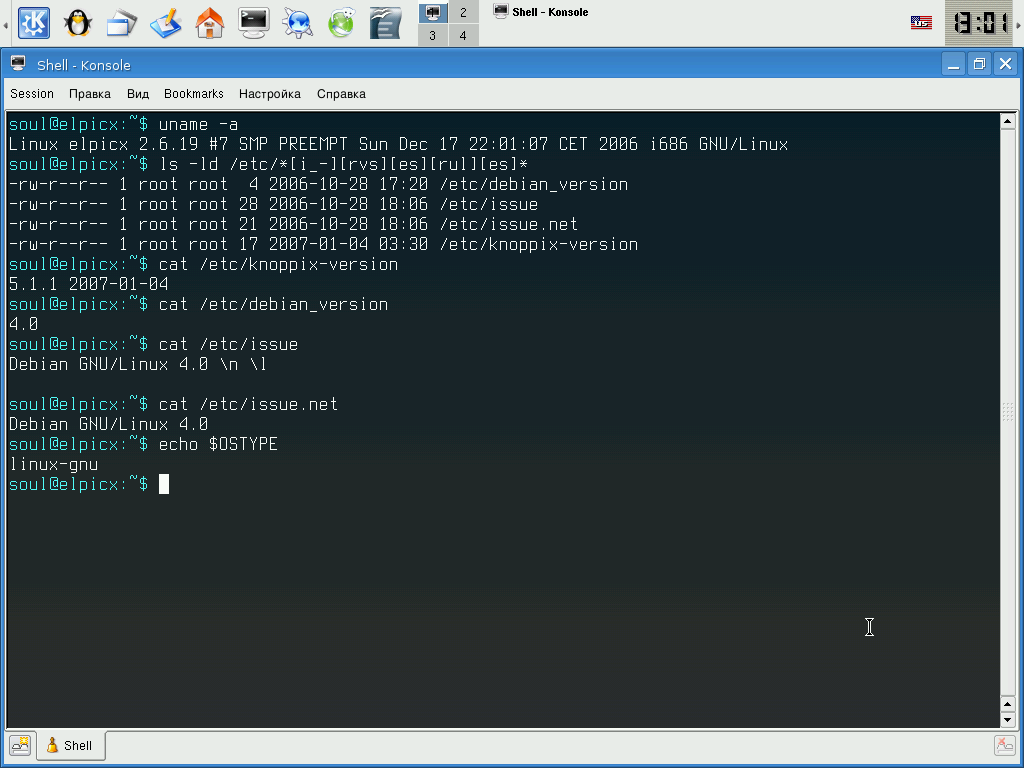 2
3 4
Shell - Konsole
13:01
Shell - Konsole
Session Правка Вид Bookmarks Настройка Справка
soul@elpicx:~$ uname -a
Linux elpicx 2.6.19 #7 SMP PREEMPT Sun Dec 17 22:01:07 CET 2006 i686 GNU/Linux
soul@elpicx:~$ ls -ld /etc/*[i_-][rvs][es][rul][es]*
-rw-r--r-- 1 root root  4 2006-10-28 17:20 /etc/debian_version
-rw-r--r-- 1 root root 28 2006-10-28 18:06 /etc/issue
-rw-r--r-- 1 root root 21 2006-10-28 18:06 /etc/issue.net
-rw-r--r-- 1 root root 17 2007-01-04 03:30 /etc/knoppix-version
soul@elpicx:~$ cat /etc/knoppix-version
5.1.1 2007-01-04
soul@elpicx:~$ cat /etc/debian_version
4.0
soul@elpicx:~$ cat /etc/issue
Debian GNU/Linux 4.0 \n \l
soul@elpicx:~$ cat /etc/issue.net
Debian GNU/Linux 4.0
soul@elpicx:~$ echo $OSTYPE
linux-gnu
soul@elpicx:~$
Shell